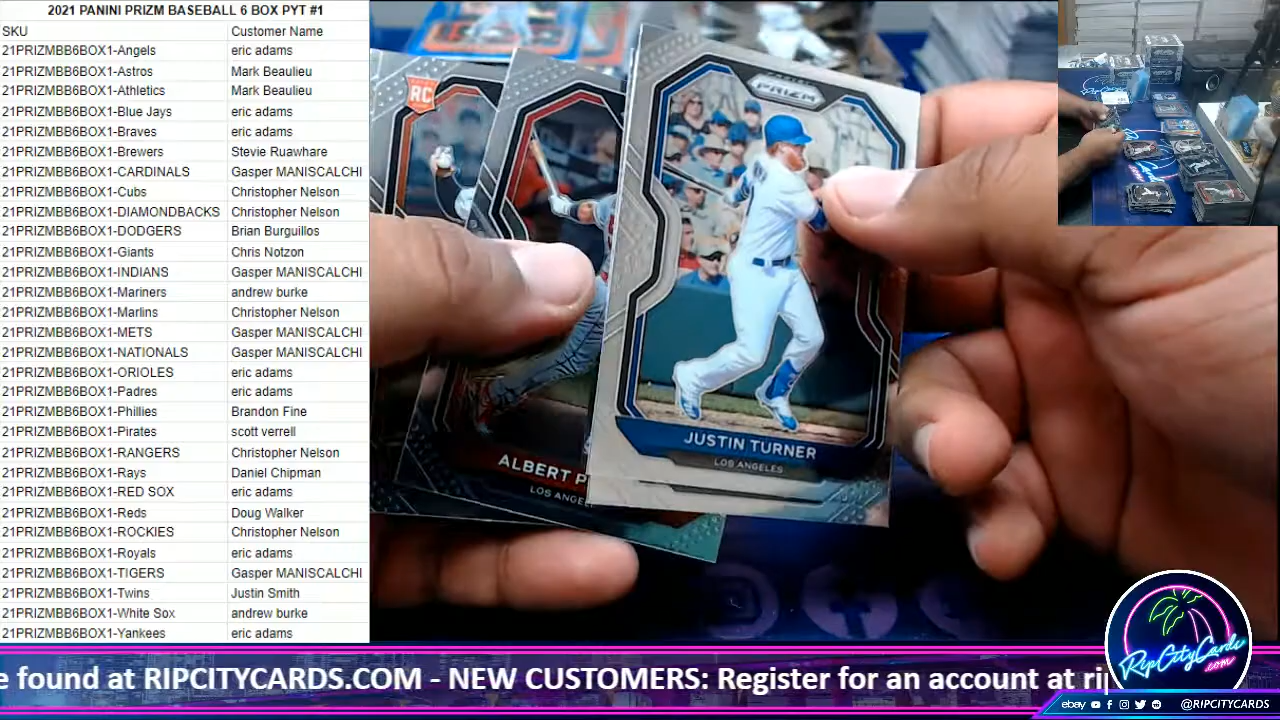 2021 PANINI PRIZM BASEBALL 6 BOX PYT #1
SKU Customer Name
21PRIZMBB6BOX1-Angels eric adams
21PRIZMBB6BOX1-Astros Mark Beaulieu
21PRIZMBB6BOX1-Athletics Mark Beaulieu
21PRIZMBB6BOX1-Blue Jays eric adams
21PRIZMBB6BOX1-Braves eric adams
21PRIZMBB6BOX1-Brewers Stevie Ruawhare
21PRIZMBB6BOX1-CARDINALS Gasper MANISCALCHI
21PRIZMBB6BOX1-Cubs Christopher Nelson
21PRIZMBB6BOX1-DIAMONDBACKS Christopher Nelson
21PRIZMBB6BOX1-DODGERS Brian Burguillos
21PRIZMBB6BOX1-Giants Chris Notzon
21PRIZMBB6BOX1-INDIANS Gasper MANISCALCHI
21PRIZMBB6BOX1-Mariners andrew burke
21PRIZMBB6BOX1-Marlins Christopher Nelson
21PRIZMBB6BOX1-METS Gasper MANISCALCHI
21PRIZMBB6BOX1-NATIONALS Gasper MANISCALCHI
21PRIZMBB6BOX1-ORIOLES eric adams
21PRIZMBB6BOX1-Padres eric adams
21PRIZMBB6BOX1-Phillies Brandon Fine
21PRIZMBB6BOX1-Pirates scott verrell
21PRIZMBB6BOX1-RANGERS Christopher Nelson
21PRIZMBB6BOX1-Rays Daniel Chipman
21PRIZMBB6BOX1-RED SOX eric adams
21PRIZMBB6BOX1-Reds Doug Walker
21PRIZMBB6BOX1-ROCKIES Christopher Nelson
21PRIZMBB6BOX1-Royals eric adams
21PRIZMBB6BOX1-TIGERS Gasper MANISCALCHI
21PRIZMBB6BOX1-Twins Justin Smith
21PRIZMBB6BOX1-White Sox andrew burke
21PRIZMBB6BOX1-Yankees eric adams
RC
PRIZM
JUSTIN TURNER
LOS ANGELES
ALBERT P
LOS ANGEL
e found at RIPCITYCARDS.COM - NEW CUSTOMERS: Register for an account at ri
RipCityCards
.com
ebay @RIPCITYCARDS